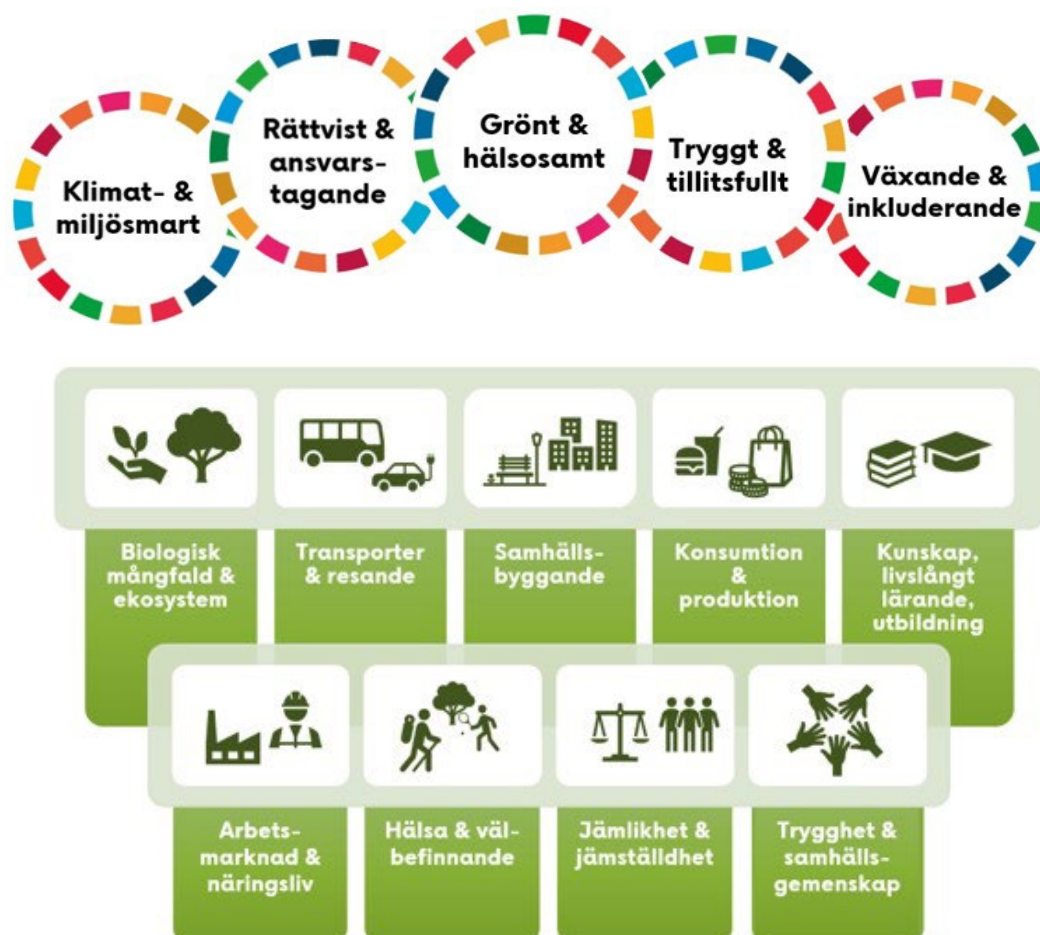 Klimat- &
miljösmart
Rättvist &
ansvars-
tagande
Grönt &
hälsosamt
Tryggt &
tillitsfullt
Växande &
inkluderande
Biologisk
mångfald &
ekosystem
Transporter
& resande
Samhälls-
byggande
Konsumtion
&
produktion
Kunskap,
livslångt
lärande,
utbildning
Arbets-
marknad &
näringsliv
Hälsa & väl-
befinnande
Jämlikhet &
jämställdhet
Trygghet &
samhälls-
gemenskap